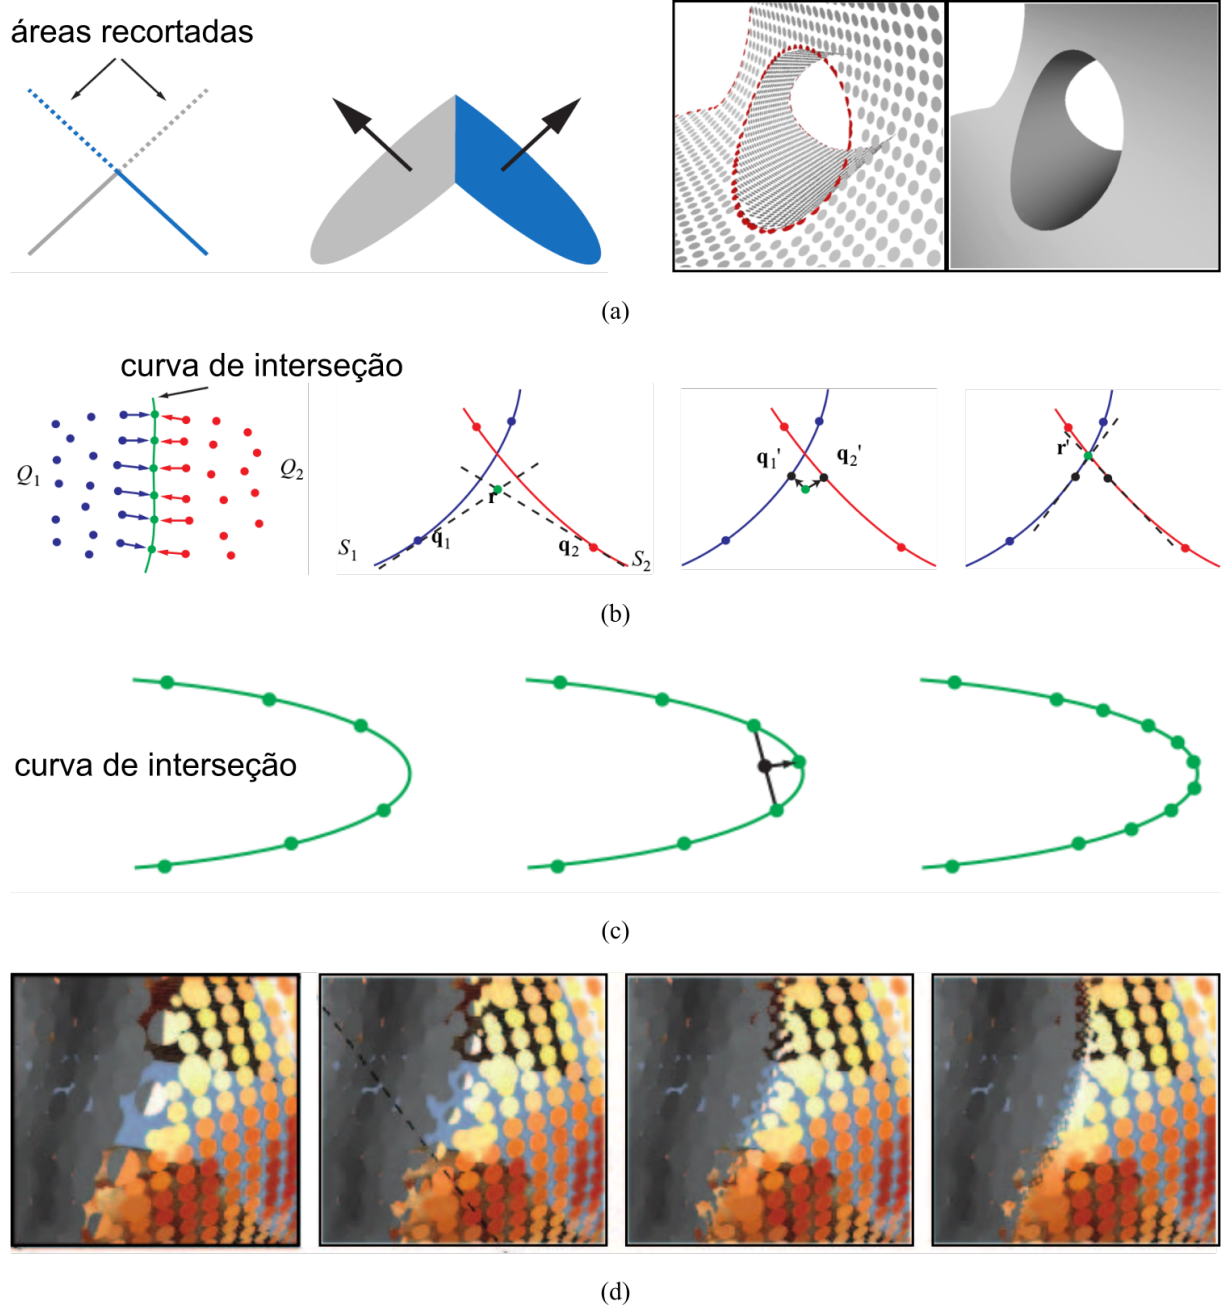 áreas recortadas
(a)
curva de interseção
Q1
Q2
S1
q1
r
q2
S2
q1'
q2'
r'
(b)
curva de interseção
(c)
(d)